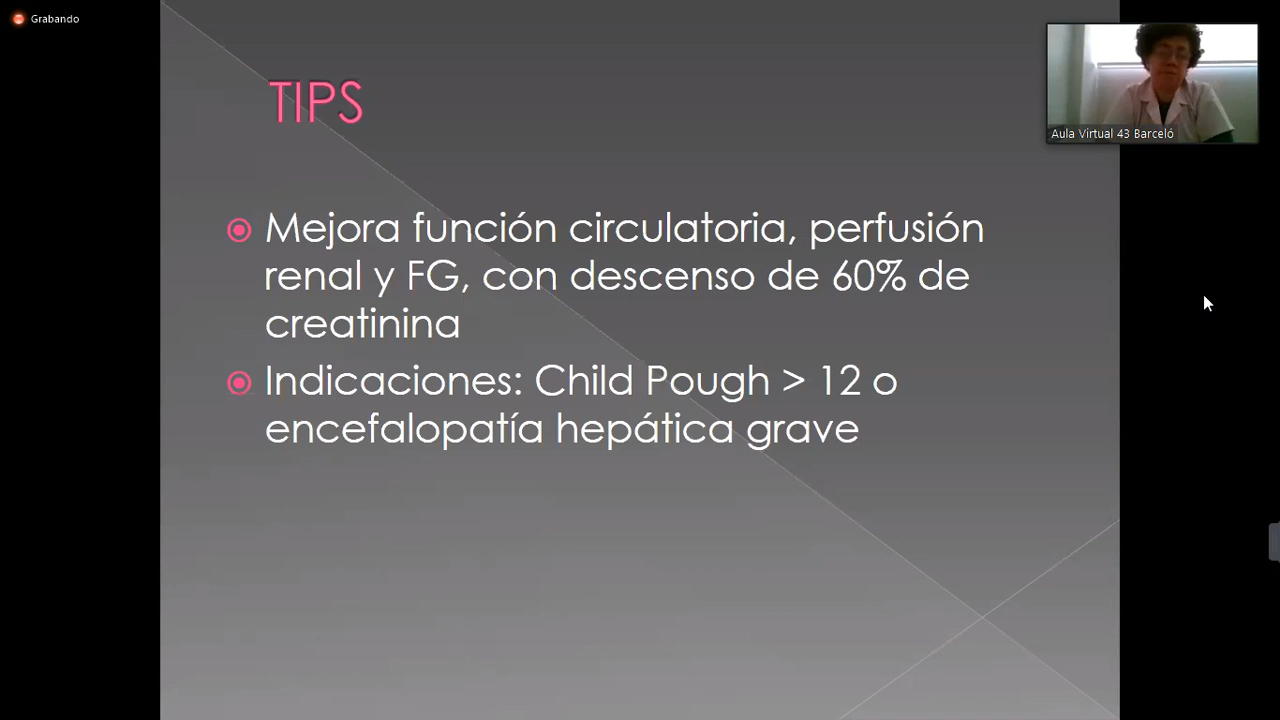 Grabando
TIPS
Aula Virtual 43 Barceló
Mejora función circulatoria, perfusión
renal y FG, con descenso de 60% de
creatinina
Indicaciones: Child Pough > 12 o
encefalopatía hepática grave